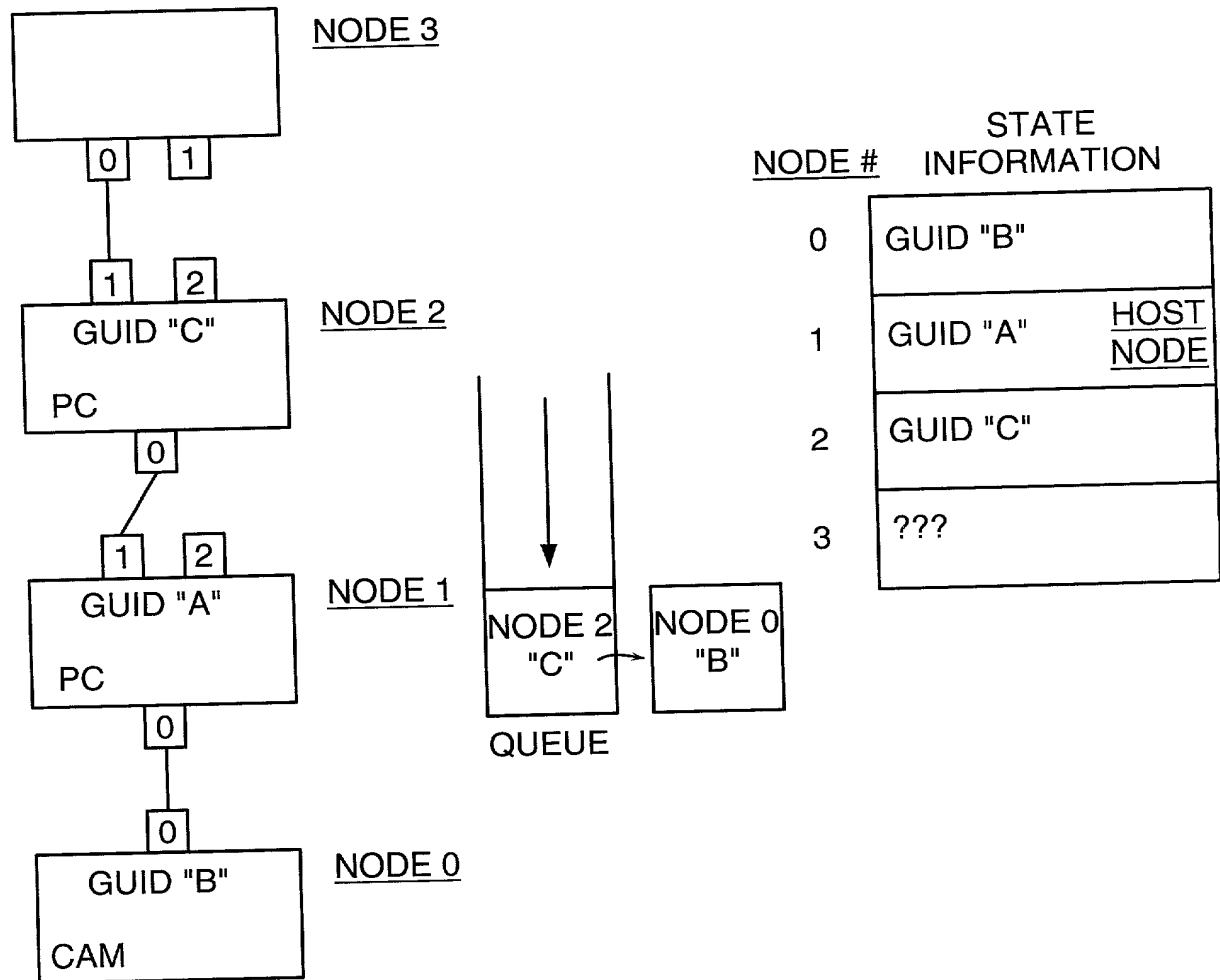 NODE 3
0 1
1 2
GUID "C"
NODE 2
PC
0
1 2
GUID "A"
NODE 1
PC
0
0
GUID "B"
NODE 0
CAM
NODE 2
"C"
NODE 0
"B"
QUEUE
STATE
NODE # INFORMATION
0 GUID "B"
1 GUID "A" HOST
NODE
2 GUID "C"
3 ???